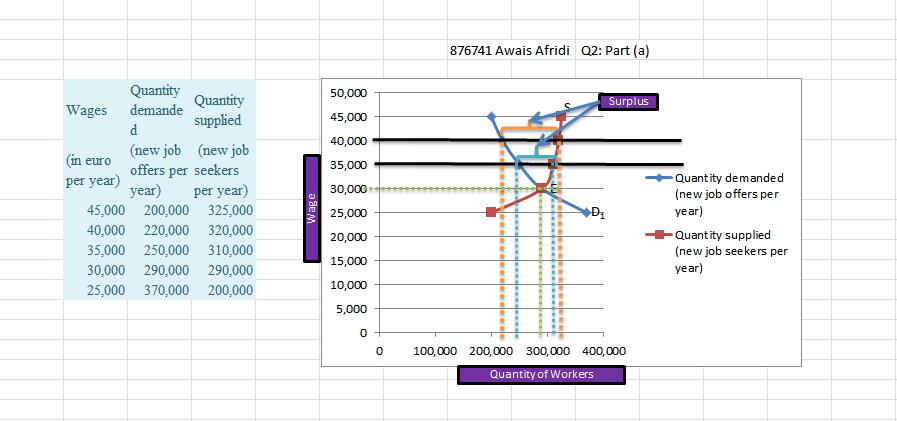 876741 Awais Afridi Q2: Part (a)
Wages
Quantity
demande
d
Quantity
supplied
(in euro
per year)
(new job
offers per
year)
(new job
seekers
per year)
45,000 200,000 325,000
40,000 220,000 320,000
35,000 250,000 310,000
30,000 290,000 290,000
25,000 370,000 200,000
Wage
50,000
45,000
40,000
35,000
30,000
25,000
20,000
15,000
10,000
5,000
0
S
Surplus
E
D1
0 100,000 200,000 300,000 400,000
Quantity of Workers
Quantity demanded
(new job offers per
year)
Quantity supplied
(new job seekers per
year)